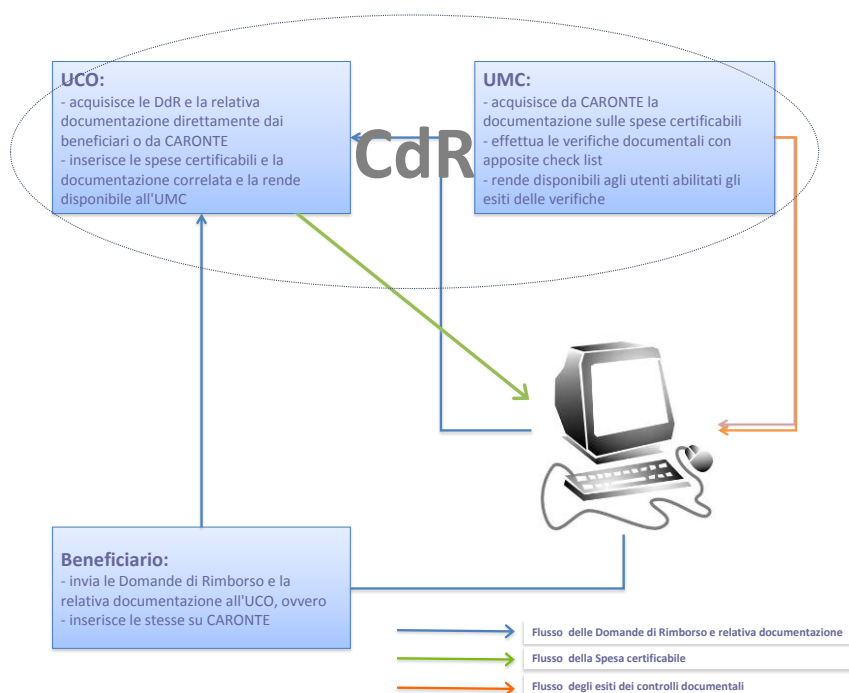 UCO:
- acquisisce le DdR e la relativa
documentazione direttamente dai
beneficiari o da CARONTE
- inserisce le spese certificabili e la
documentazione correlata e la rende
disponibile all'UMC
CdR
UMC:
- acquisisce da CARONTE la
documentazione sulle spese certificabili
- effettua le verifiche documentali con
apposite check list
- rende disponibili agli utenti abilitati gli
esiti delle verifiche
Beneficiario:
- invia le Domande di Rimborso e la
relativa documentazione all'UCO, ovvero
- inserisce le stesse su CARONTE
Flusso delle Domande di Rimborso e relativa documentazione
Flusso della Spesa certificabile
Flusso degli esiti dei controlli documentali